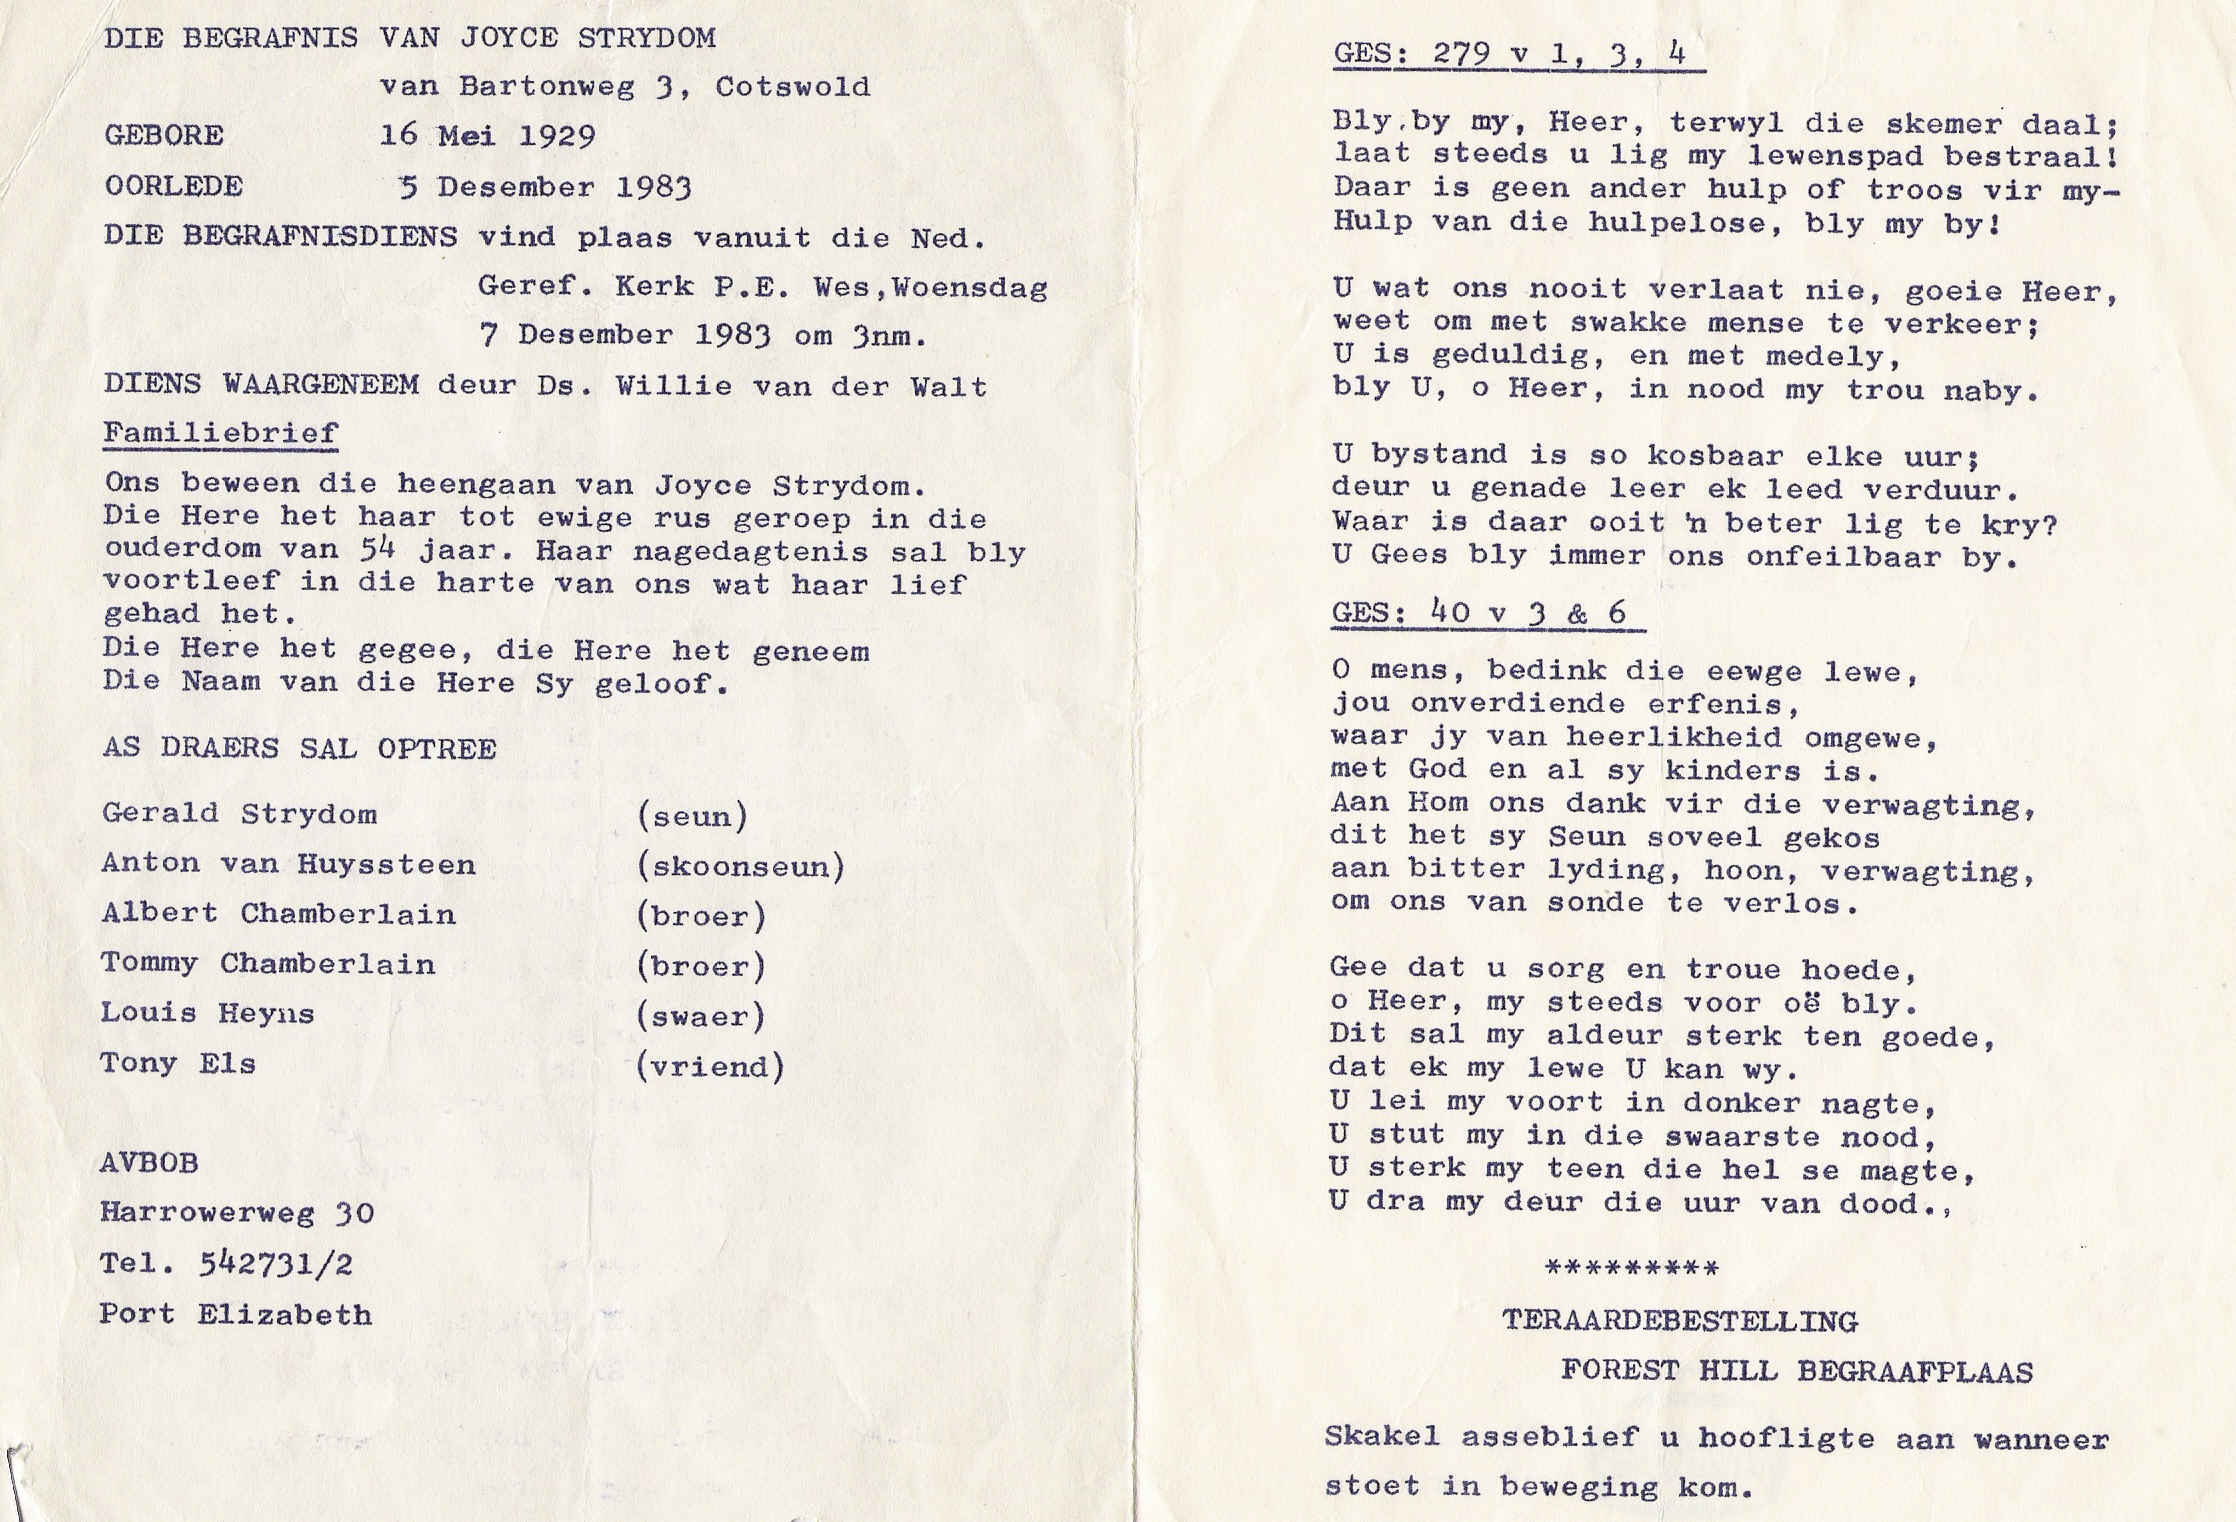 DIE BEGRAFNIS VAN JOYCE STRYDOM
van Bartonweg 3, Cotswold
GEBORE 16 Mei 1929
OORLEDE 5 Desember 1983
DIE BEGRAFNISDIENS vind plaas vanuit die Ned.
Geref. Kerk P.E. Wes,Woensdag
7 Desember 1983 om 3nm.
DIENS WAARGENEEM deur Ds. Willie van der Walt
Familiebrief
Ons beween die heengaan van Joyce Strydom.
Die Here het haar tot ewige rus geroep in die
ouderdom van 54 jaar. Haar nagedagtenis sal bly
voortleef in die harte van ons wat haar lief
gehad het.
Die Here het gegee, die Here het geneem
Die Naam van die Here Sy geloof.
AS DRAERS SAL OPTREE
Gerald Strydom (seun)
Anton van Huyssteen (skoonseun)
Albert Chamberlain (broer)
Tommy Chamberlain (broer)
Louis Heyns (swaer)
Tony Els (vriend)
AVBOB
Harrowerweg 30
Tel. 542731/2
Port Elizabeth
GES: 279 v 1, 3, 4
Bly.by my, Heer, terwyl die skemer daal;
laat steeds u lig my lewenspad bestraal!
Daar is geen ander hulp of troos vir my-
Hulp van die hulpelose, bly my by!
U wat ons nooit verlaat nie, goeie Heer,
weet om met swakke mense te verkeer;
U is geduldig, en met medely,
bly U, o Heer, in nood my trou naby.
U bystand is so kosbaar elke uur;
deur u genade leer ek leed verduur.
Waar is daar ooit 'n beter lig te kry?
U Gees bly immer ons onfeilbaar by.
GES: 40 v 3 & 6
O mens, bedink die eewge lewe,
jou onverdiende erfenis,
waar jy van heerlikheid omgewe,
met God en al sy kinders is.
Aan Hom ons dank vir die verwagting,
dit het sy Seun soveel gekos
aan bitter lyding, hoon, verwagting,
om ons van sonde te verlos.
Gee dat u sorg en troue hoede,
o Heer, my steeds voor oë bly.
Dit sal my aldeur sterk ten goede,
dat ek my lewe U kan wy.
U lei my voort in donker nagte,
U stut my in die swaarste nood,
U sterk my teen die hel se magte,
U dra my deur die uur van dood.,
*********
TERAARDEBESTELLING
FOREST HILL BEGRAAFPLAAS
Skakel asseblief u hoofligte aan wanneer
stoet in beweging kom.